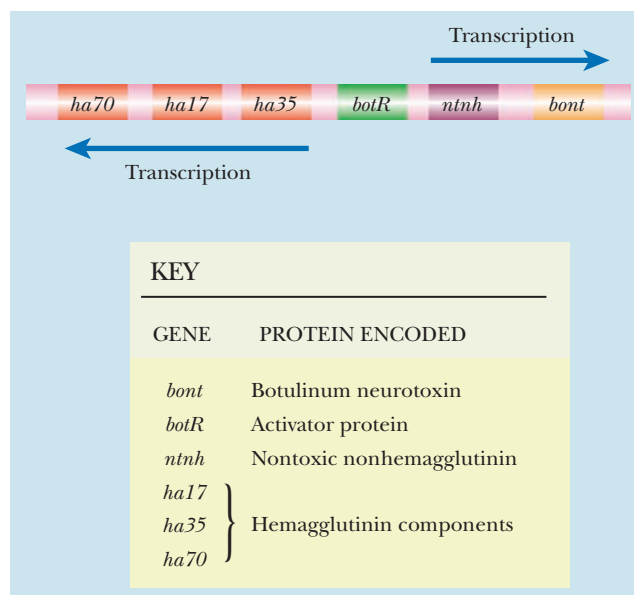 Transcription
ha70 ha17 ha35 botR ntnh bont
Transcription
KEY
GENE PROTEIN ENCODED
bont Botulinum neurotoxin
botR Activator protein
ntnh Nontoxic nonhemagglutinin
ha17
ha35 Hemagglutinin components
ha70